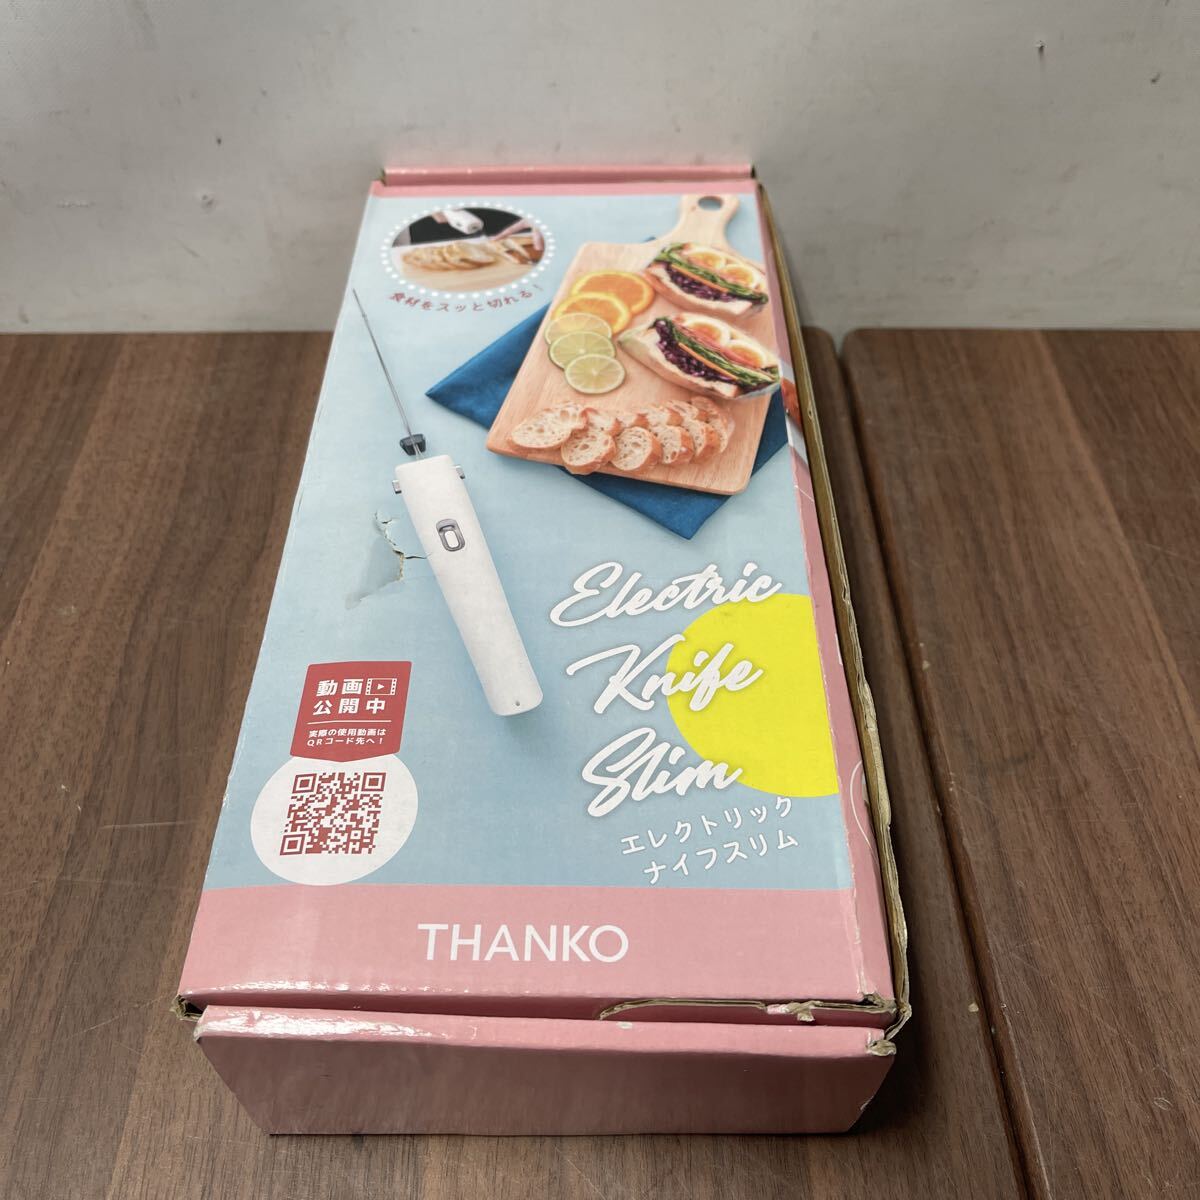 食材をスッと切れる!
Electric
Knife
Slim
エレクトリック
ナイフスリム
動画
公開中
実際の使用動画は
QRコード先へ!
THANKO